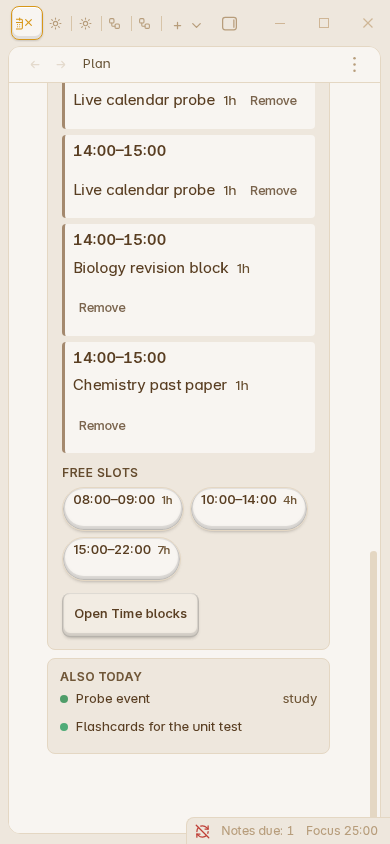 Plan
Live calendar probe 1h Remove
14:00–15:00
Live calendar probe 1h Remove
14:00–15:00
Biology revision block 1h
Remove
14:00–15:00
Chemistry past paper 1h
Remove
FREE SLOTS
08:00–09:00 1h 10:00–14:00 4h
15:00–22:00 7h
Open Time blocks
ALSO TODAY
Probe event study
Flashcards for the unit test
Notes due: 1 Focus 25:00